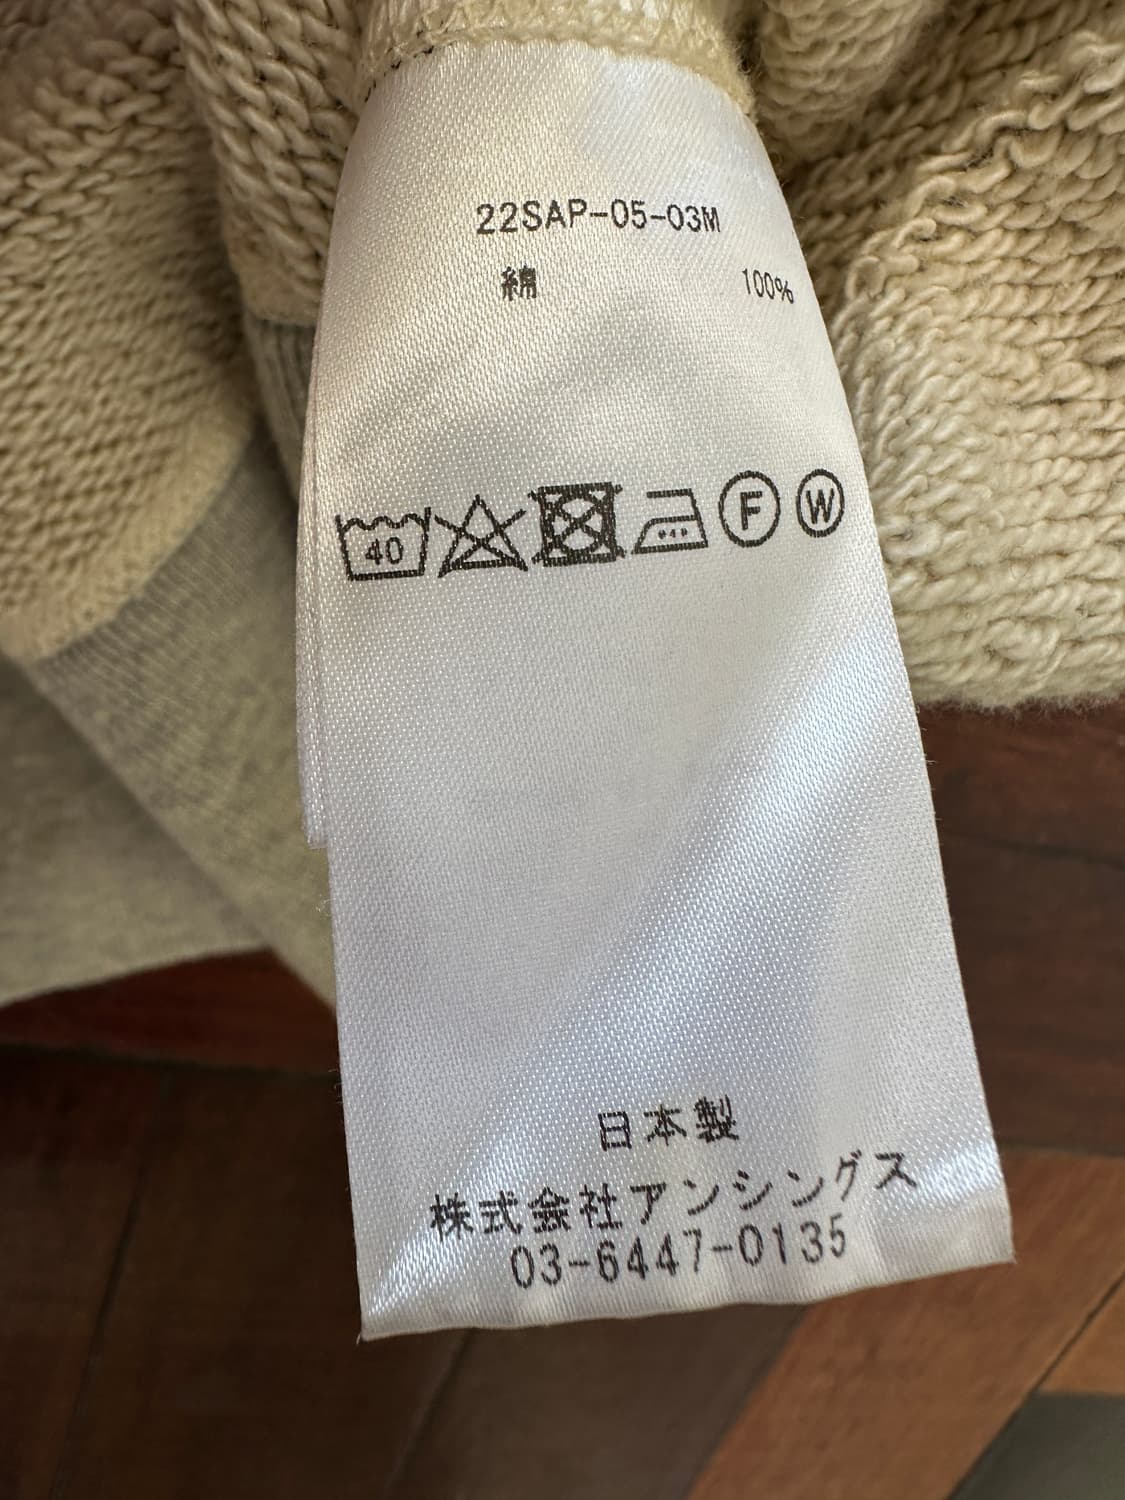 22SAP-05-03M
綿 100%
40 F W
日本製
株式会社アンシングス
03-6447-0135